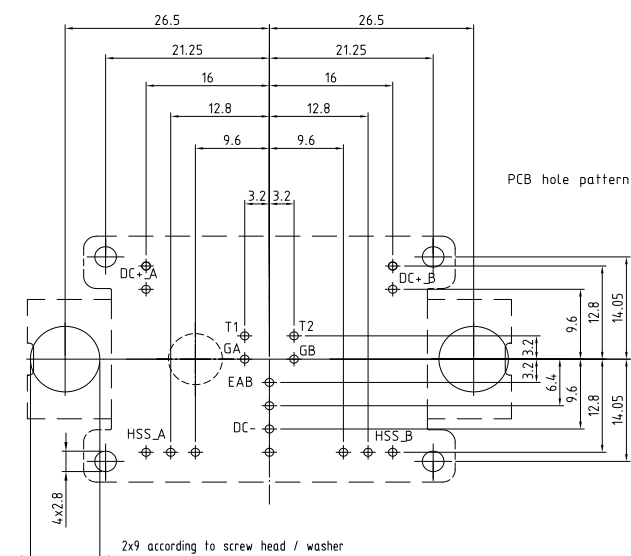 26.5 26.5
21.25 21.25
16 16
12.8 12.8
9.6 9.6
PCB hole pattern
3.2 3.2
DC+_A DC+_B
T1 T2
GA GB
EAB
DC-
HSS_A HSS_B
3.2
3.2
6.4
9.6
9.6
12.8
12.8
14.05
14.05
4x2.8
2x9 according to screw head / washer